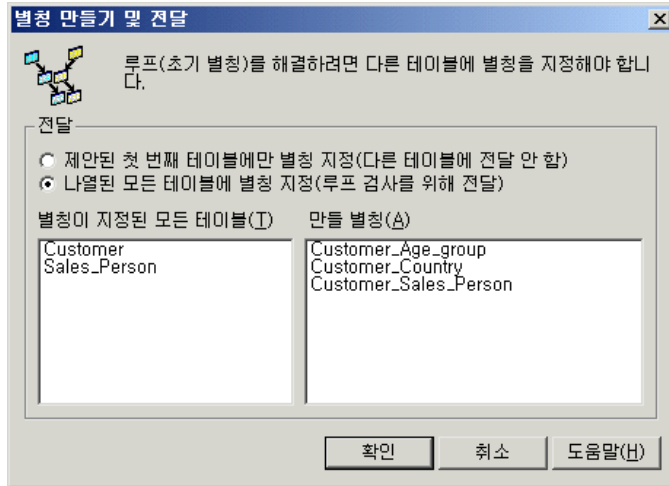 별칭 만들기 및 전달
루프(초기 별칭)를 해결하려면 다른 테이블에 별칭을 지정해야 합니
다.
전달
제안된 첫 번째 테이블에만 별칭 지정(다른 테이블에 전달 안 함)
나열된 모든 테이블에 별칭 지정(루프 검사를 위해 전달)
별칭이 지정된 모든 테이블(T)
만들 별칭(A)
Customer
Sales_Person
Customer_Age_group
Customer_Country
Customer_Sales_Person
확인
취소
도움말(H)